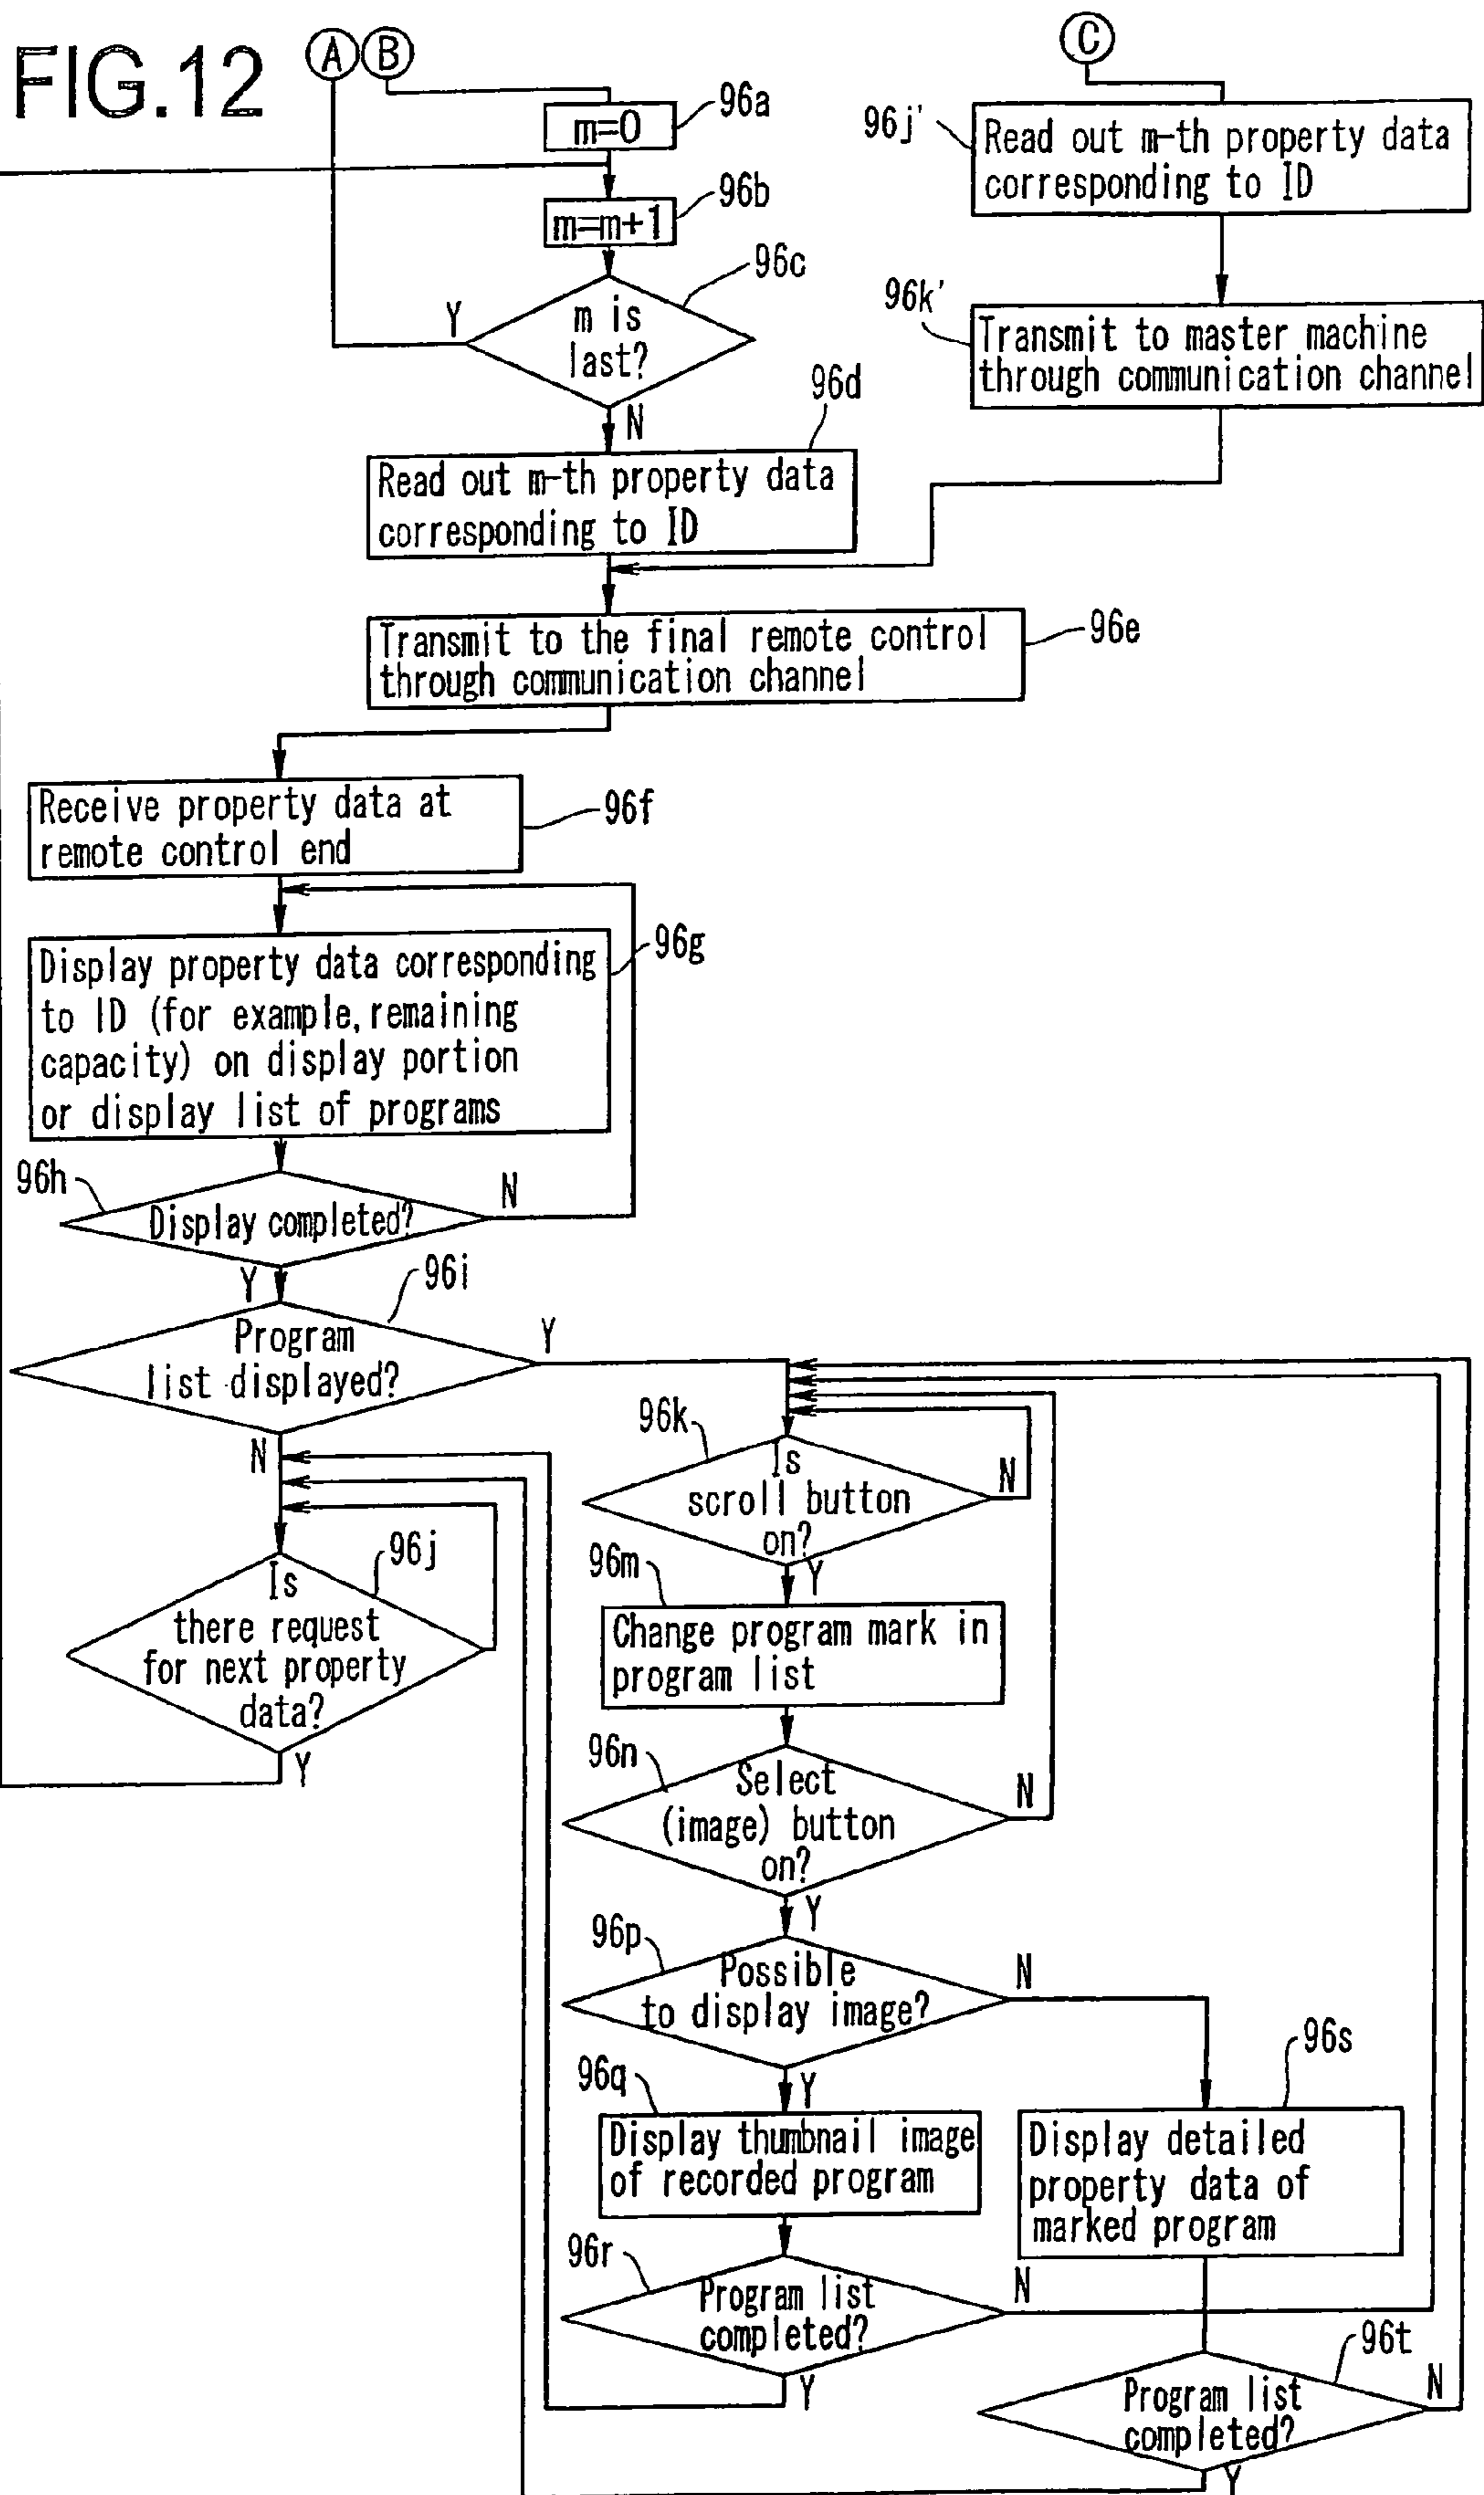 FIG.12
A
B
C
96a
m=0
96j'
Read out m-th property data
corresponding to ID
96b
m=m+1
96c
Y
m is
last?
N
96k'
Transmit to master machine
through communication channel
96d
Read out m-th property data
corresponding to ID
Transmit to the final remote control
through communication channel
96e
Receive property data at
remote control end
96f
96g
Display property data corresponding
to ID (for example, remaining
capacity) on display portion
or display list of programs
96h
Display completed?
N
Y
96i
Program
list displayed?
Y
N
96j
Is
there request
for next property
data?
Y
96k
Is
scroll button
on?
N
Y
96m
Change program mark in
program list
96n
Select
(image) button
on?
N
Y
96p
Possible
to display image?
N
Y
96q
Display thumbnail image
of recorded program
96s
Display detailed
property data of
marked program
96r
Program list
completed?
N
Y
96t
Program list
completed?
N
Y